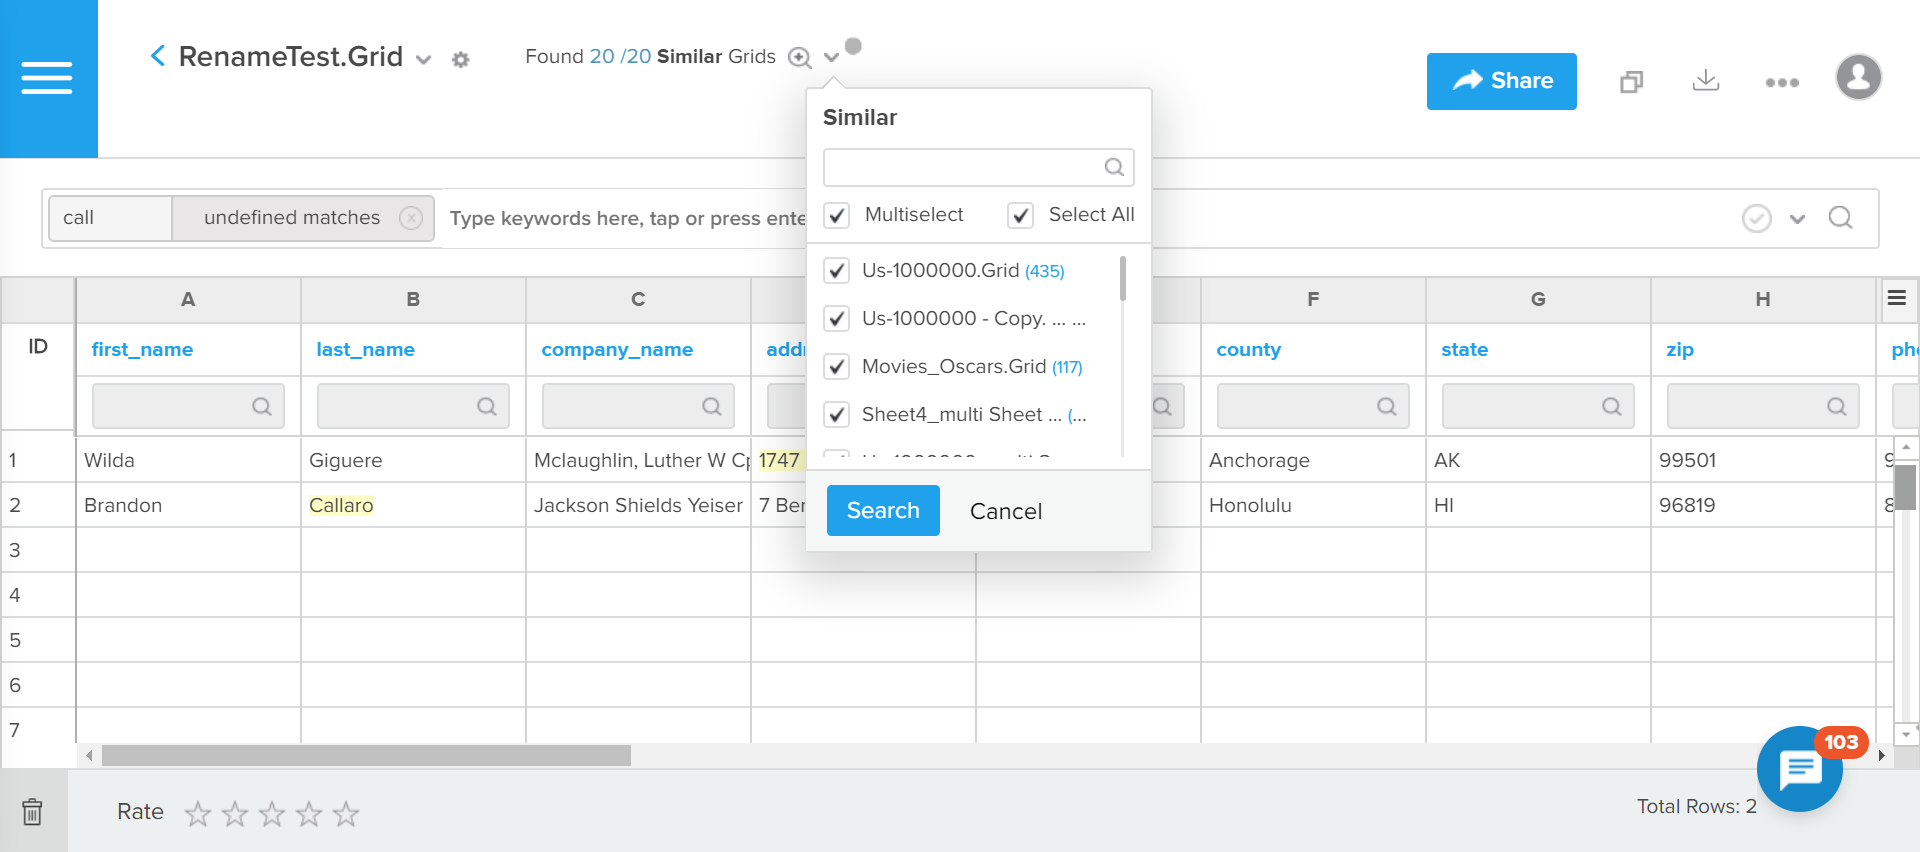 RenameTest.Grid
Found 20 /20 Similar Grids
Share
Similar
call
undefined matches
Type keywords here, tap or press ente
Multiselect
Select All
Us-1000000.Grid (435)
Us-1000000 - Copy. ... ...
Movies_Oscars.Grid (117)
Sheet4_multi Sheet ... (...
Search
Cancel
A B C F G H
ID
first_name last_name company_name addr county state zip pho
1 Wilda Giguere Mclaughlin, Luther W Cp 1747 Anchorage AK 99501 9
2 Brandon Callaro Jackson Shields Yeiser 7 Ber Honolulu HI 96819 8
3
4
5
6
7
103
Rate
Total Rows: 2